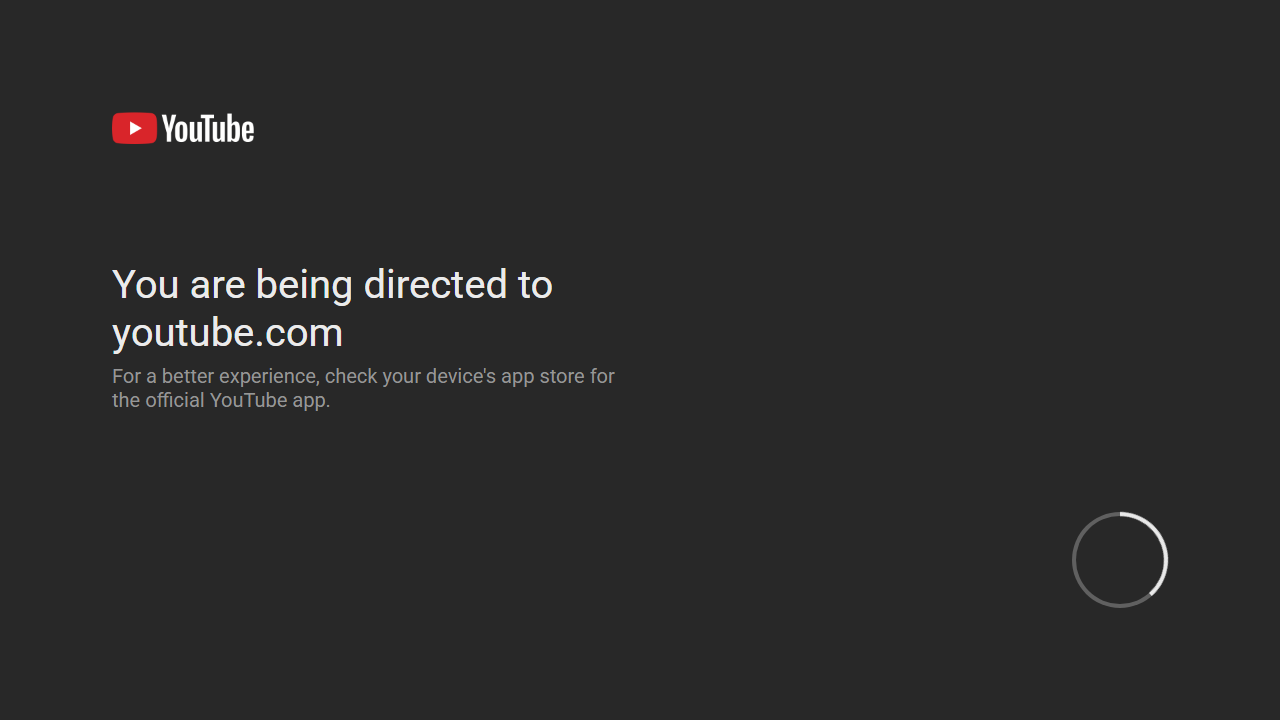 YouTube
You are being directed to
youtube.com
For a better experience, check your device's app store for
the official YouTube app.